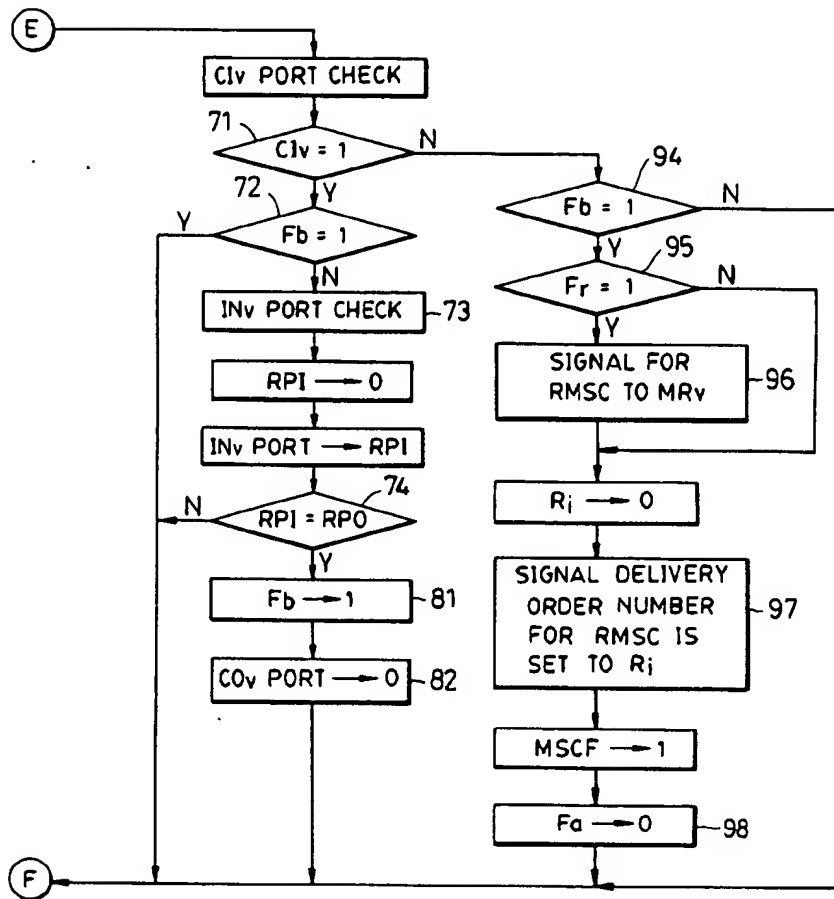 E
CIv PORT CHECK
71
CIv = 1
N
Y
72
Fb = 1
Y
N
INv PORT CHECK
73
RPI → 0
INv PORT → RPI
74
RPI = RPO
N
Y
Fb → 1
81
COv PORT → 0
82
94
Fb = 1
N
Y
95
Fr = 1
N
Y
SIGNAL FOR
RMSC TO MRv
96
Ri → 0
SIGNAL DELIVERY
ORDER NUMBER
FOR RMSC IS
SET TO Ri
97
MSCF → 1
Fa → 0
98
F